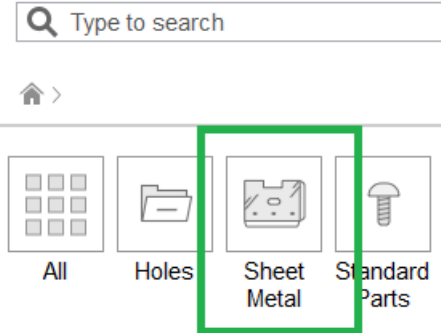 Type to search
All
Holes
Sheet
Metal
Standard
Parts